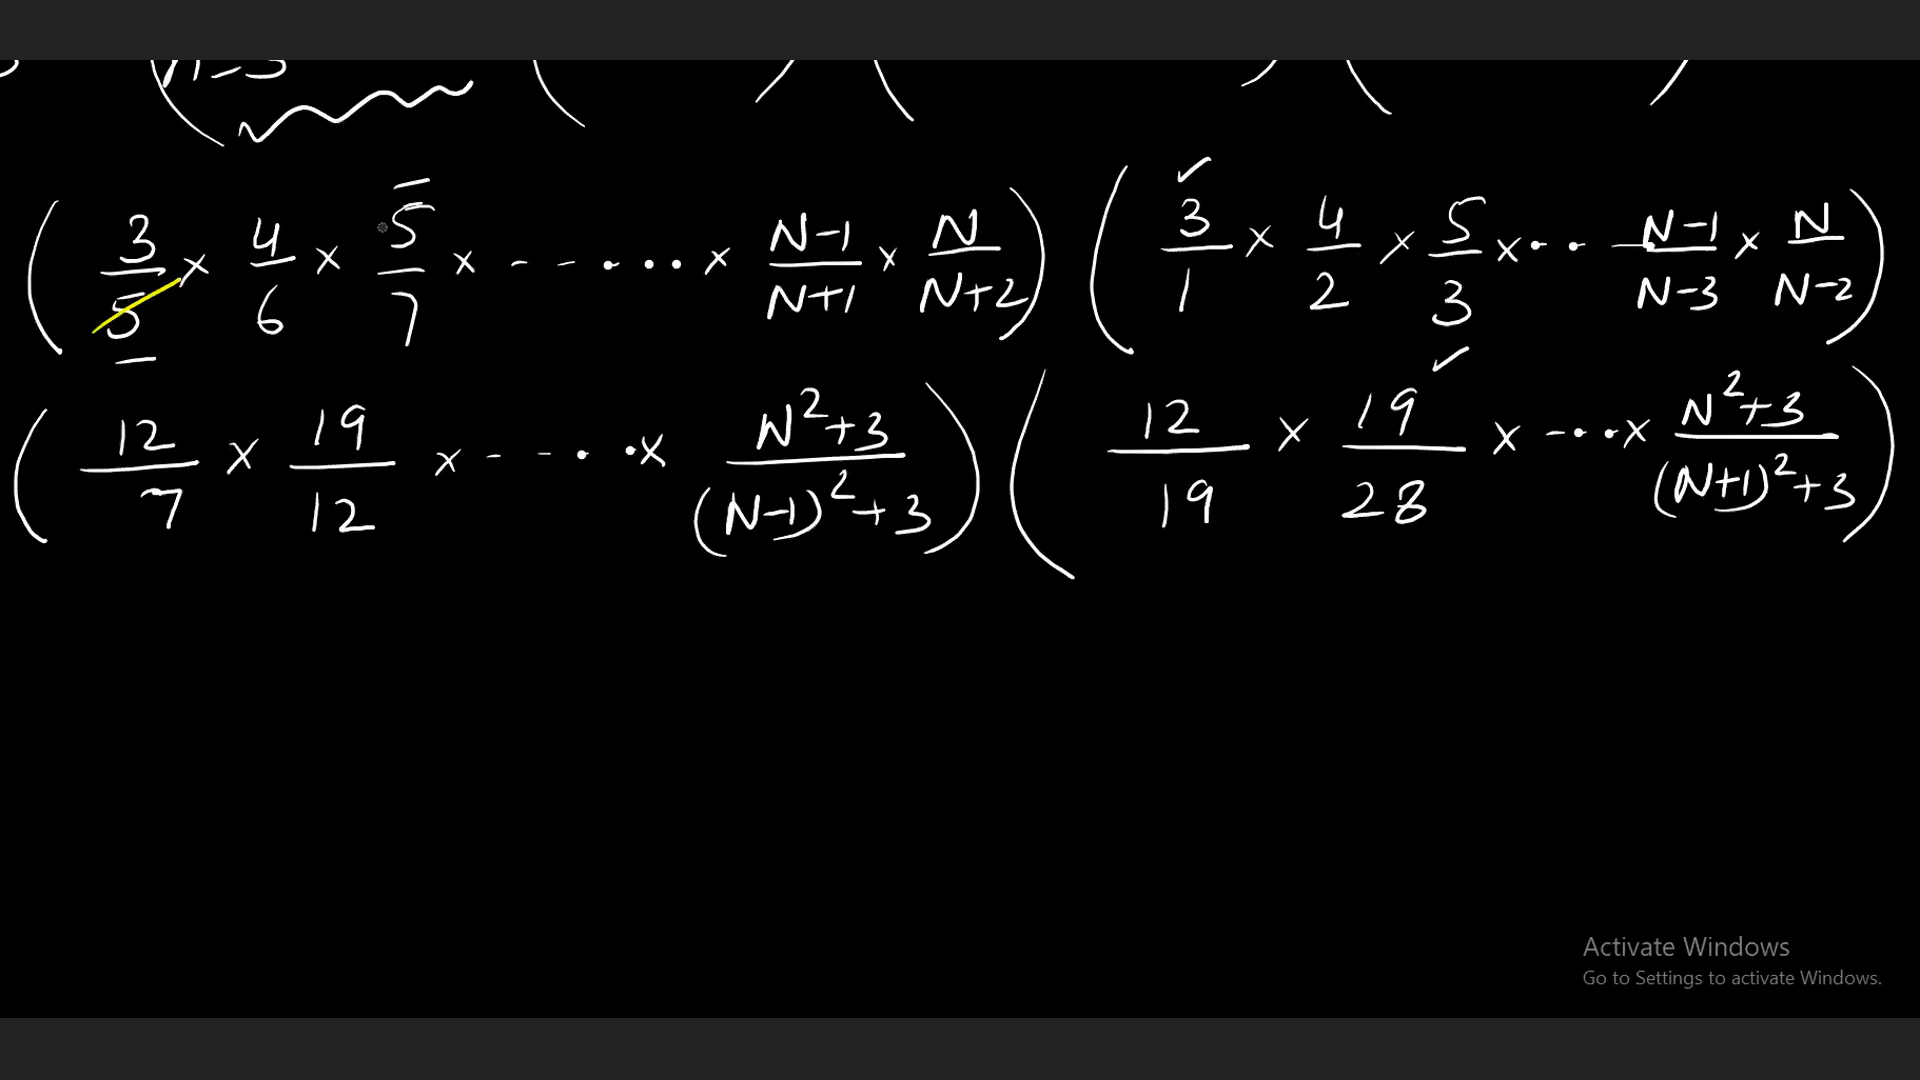 n-3
(3/5 × 4/6 × 5/7 × - - ..... × N-1/N+1 × N/N+2) (3/1 × 4/2 × 5/3 × .. - N-1/N-3 × N/N-2)
(12/7 × 19/12 × - - . . × N²+3/(N-1)²+3) (12/19 × 19/28 × - . . × N²+3/(N+1)²+3)
Activate Windows
Go to Settings to activate Windows.